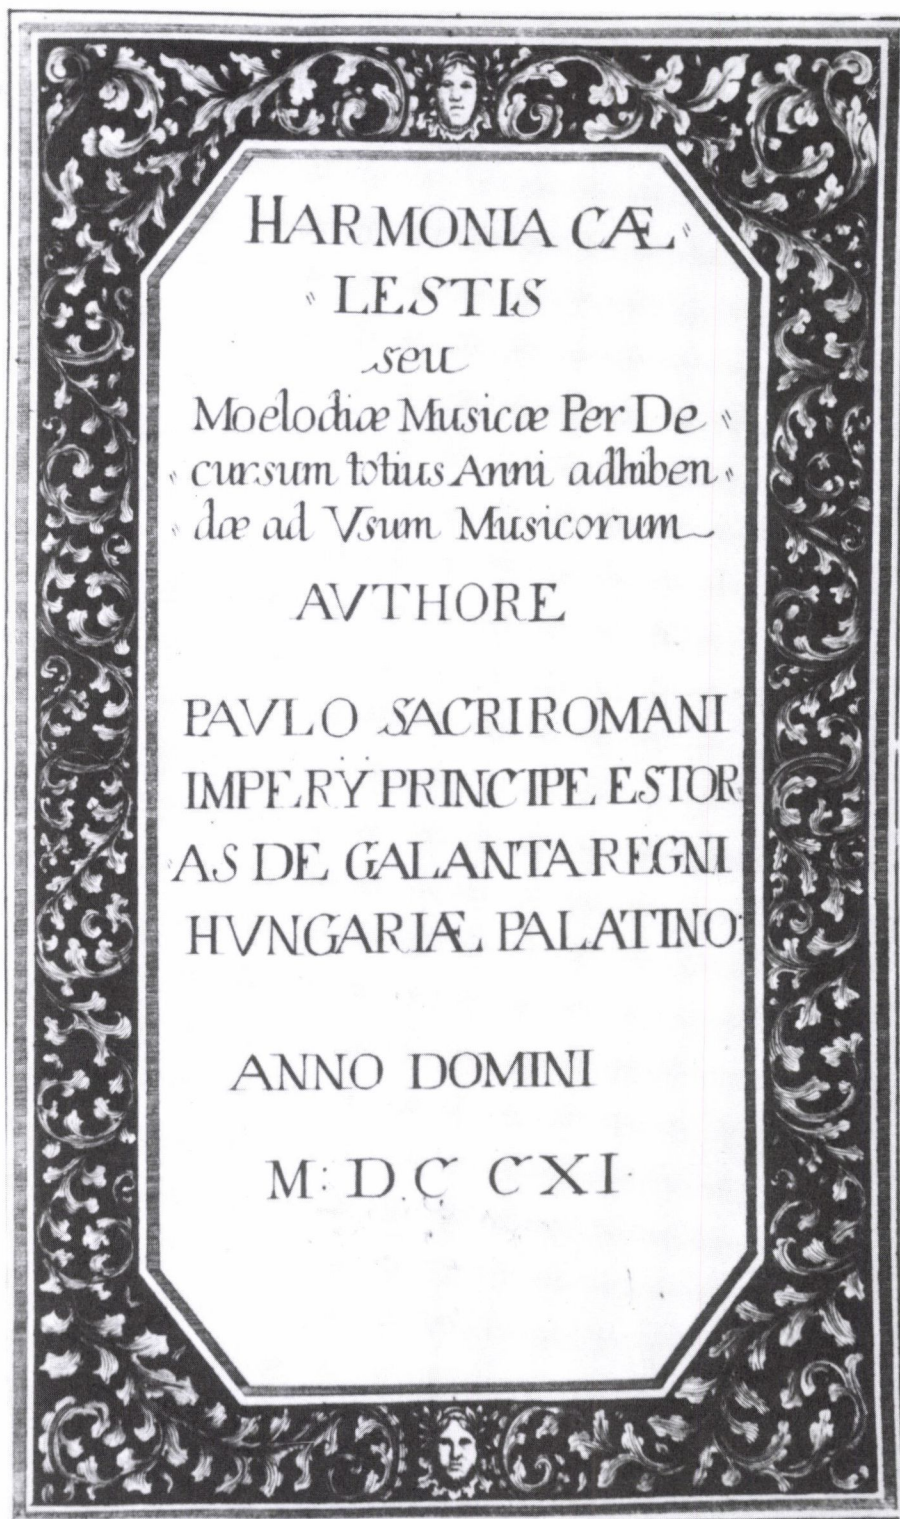 HARMONIA CÆ〃
〃 LESTIS
seu
Moelodiæ Musicæ Per De〃
〃 cursum totius Anni adhiben〃
〃 dæ ad Vsum Musicorum
AVTHORE
PAVLO SACRI ROMANI
IMPERŸ PRINCIPE ESTOR
AS DE GALANTA REGNI
HVNGARIÆ PALATINO:
ANNO DOMINI
M: D. C CXI.